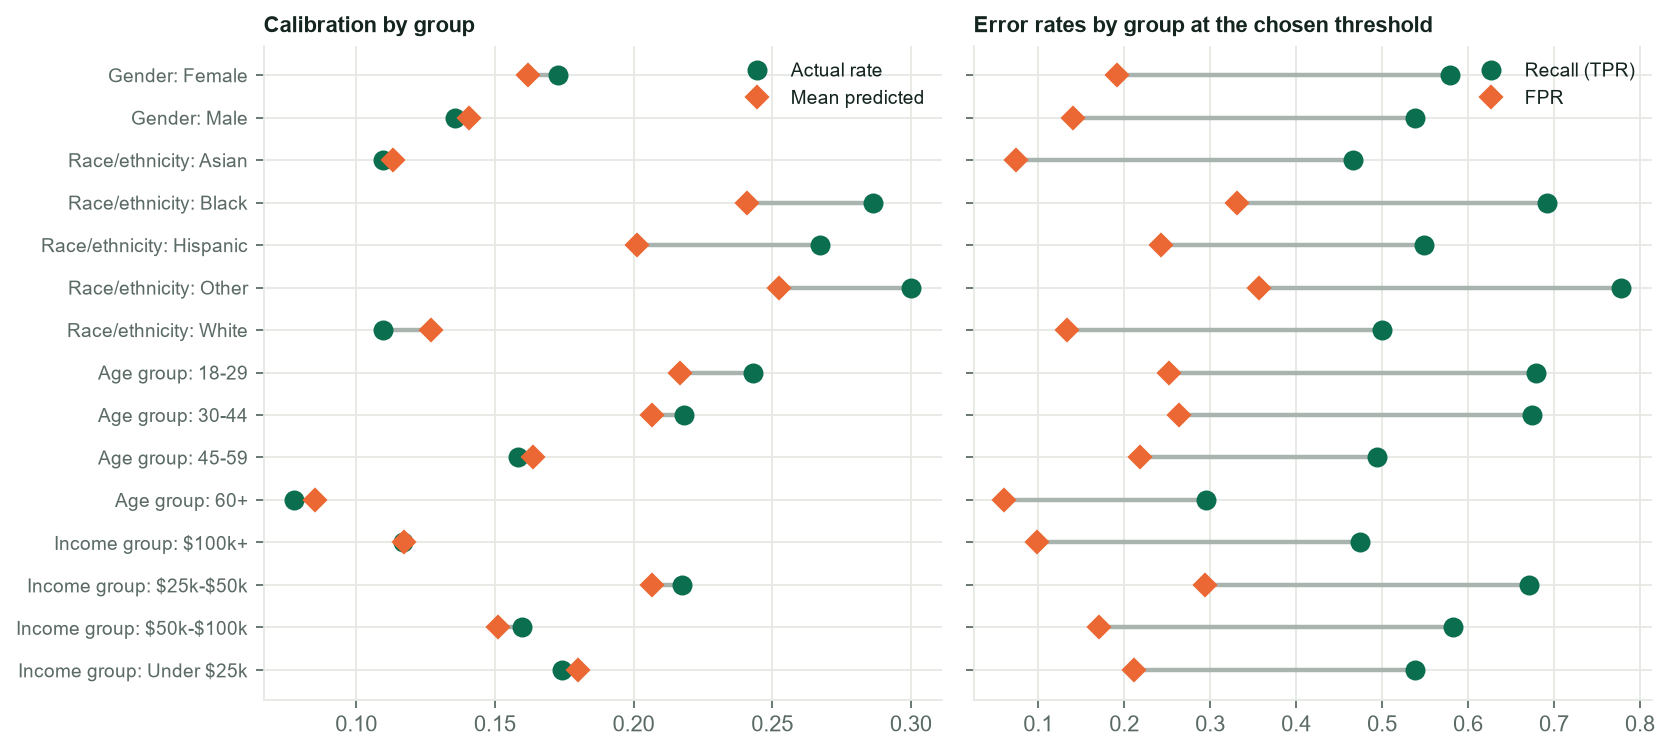 Calibration by group
Error rates by group at the chosen threshold
Actual rate
Mean predicted
Recall (TPR)
FPR
Gender: Female
Gender: Male
Race/ethnicity: Asian
Race/ethnicity: Black
Race/ethnicity: Hispanic
Race/ethnicity: Other
Race/ethnicity: White
Age group: 18-29
Age group: 30-44
Age group: 45-59
Age group: 60+
Income group: $100k+
Income group: $25k-$50k
Income group: $50k-$100k
Income group: Under $25k
0.10 0.15 0.20 0.25 0.30
0.1 0.2 0.3 0.4 0.5 0.6 0.7 0.8